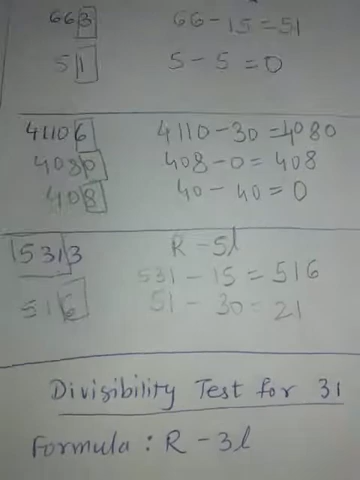 663 66 - 15 = 51
51 5 - 5 = 0
41106 4110 - 30 = 4080
4080 408 - 0 = 408
408 40 - 40 = 0
R - 5l
5313 531 - 15 = 516
516 51 - 30 = 21
Divisibility Test for 31
Formula : R - 3l